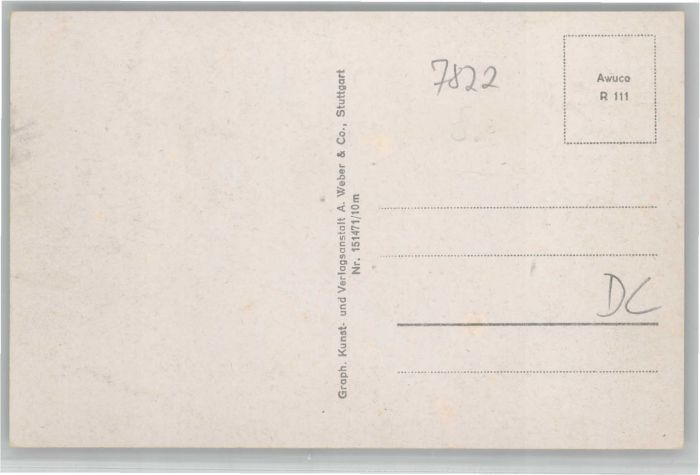 Graph. Kunst- und Verlagsanstalt A. Weber & Co., Stuttgart
Nr. 151471/10m
7822
Awuco
R 111
DC